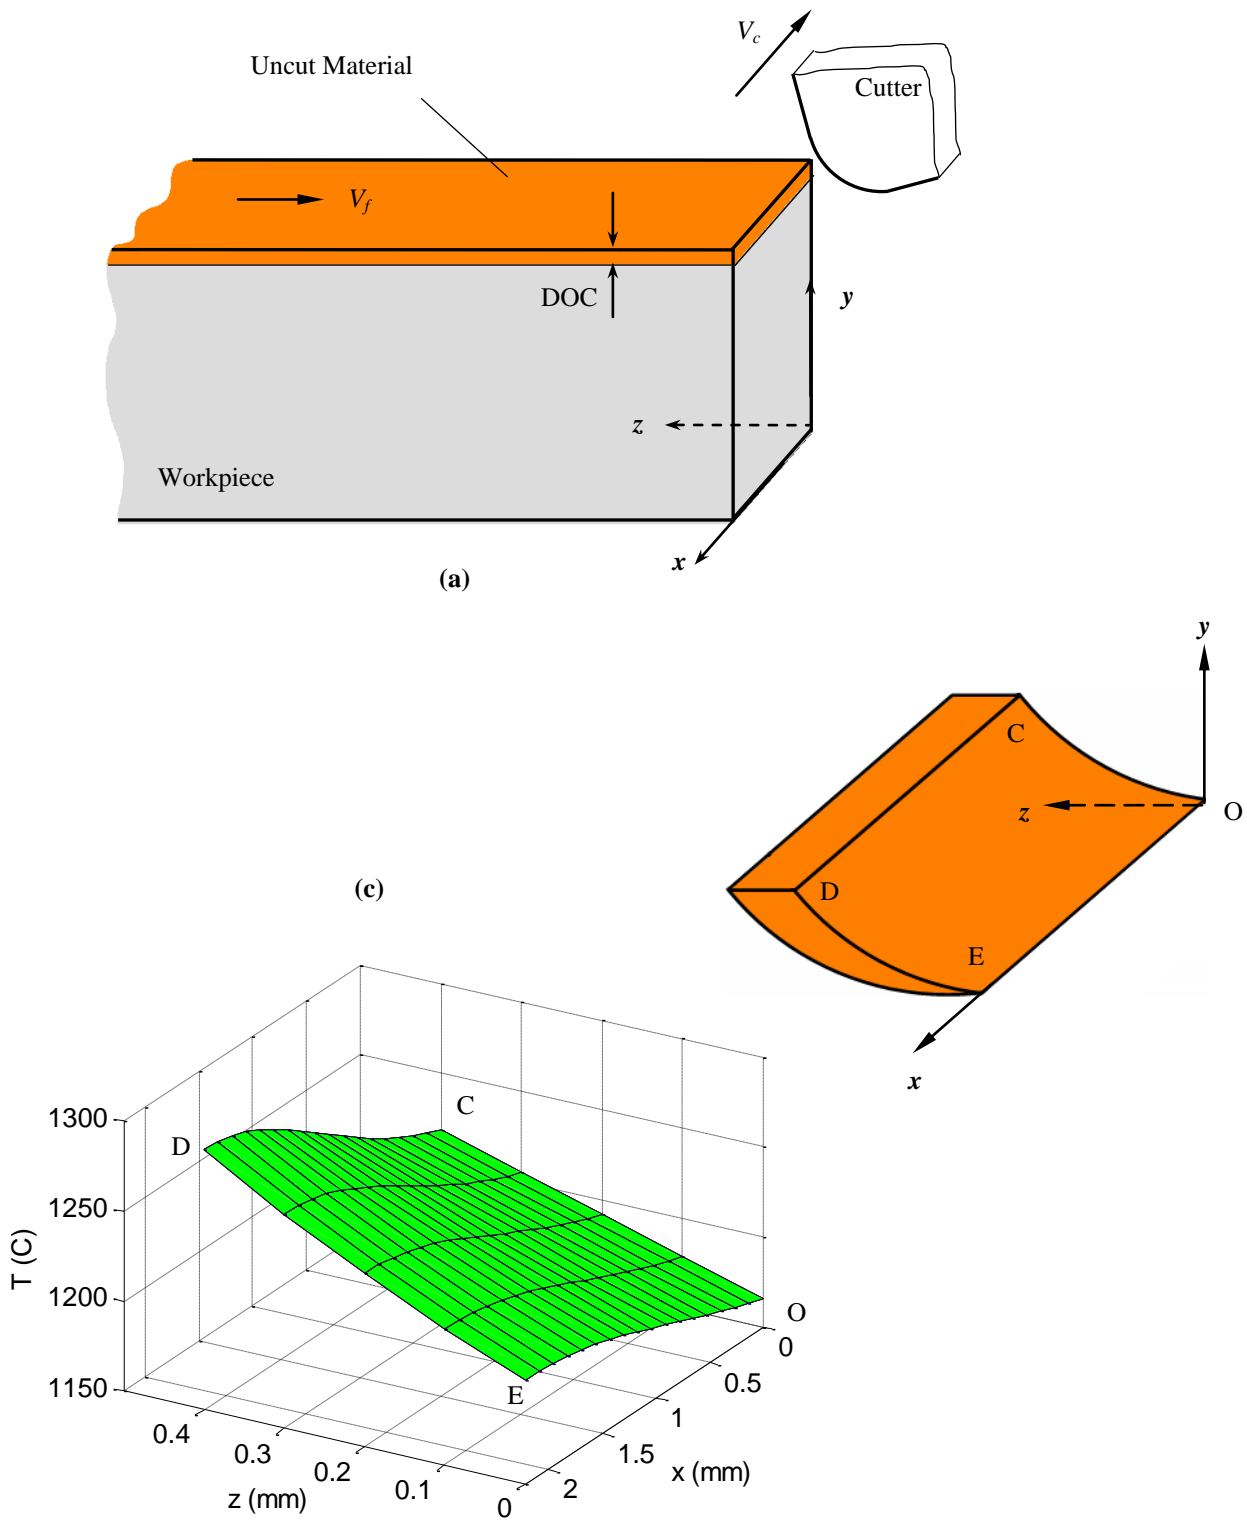 V_c
Uncut Material
Cutter
V_f
DOC
y
z
Workpiece
x
(a)
y
C
z
O
(c)
D
E
x
1300
1250
1200
1150
T (C)
D
C
O
E
0.4
0.3
0.2
0.1
0
z (mm)
0
0.5
1
1.5
2
x (mm)